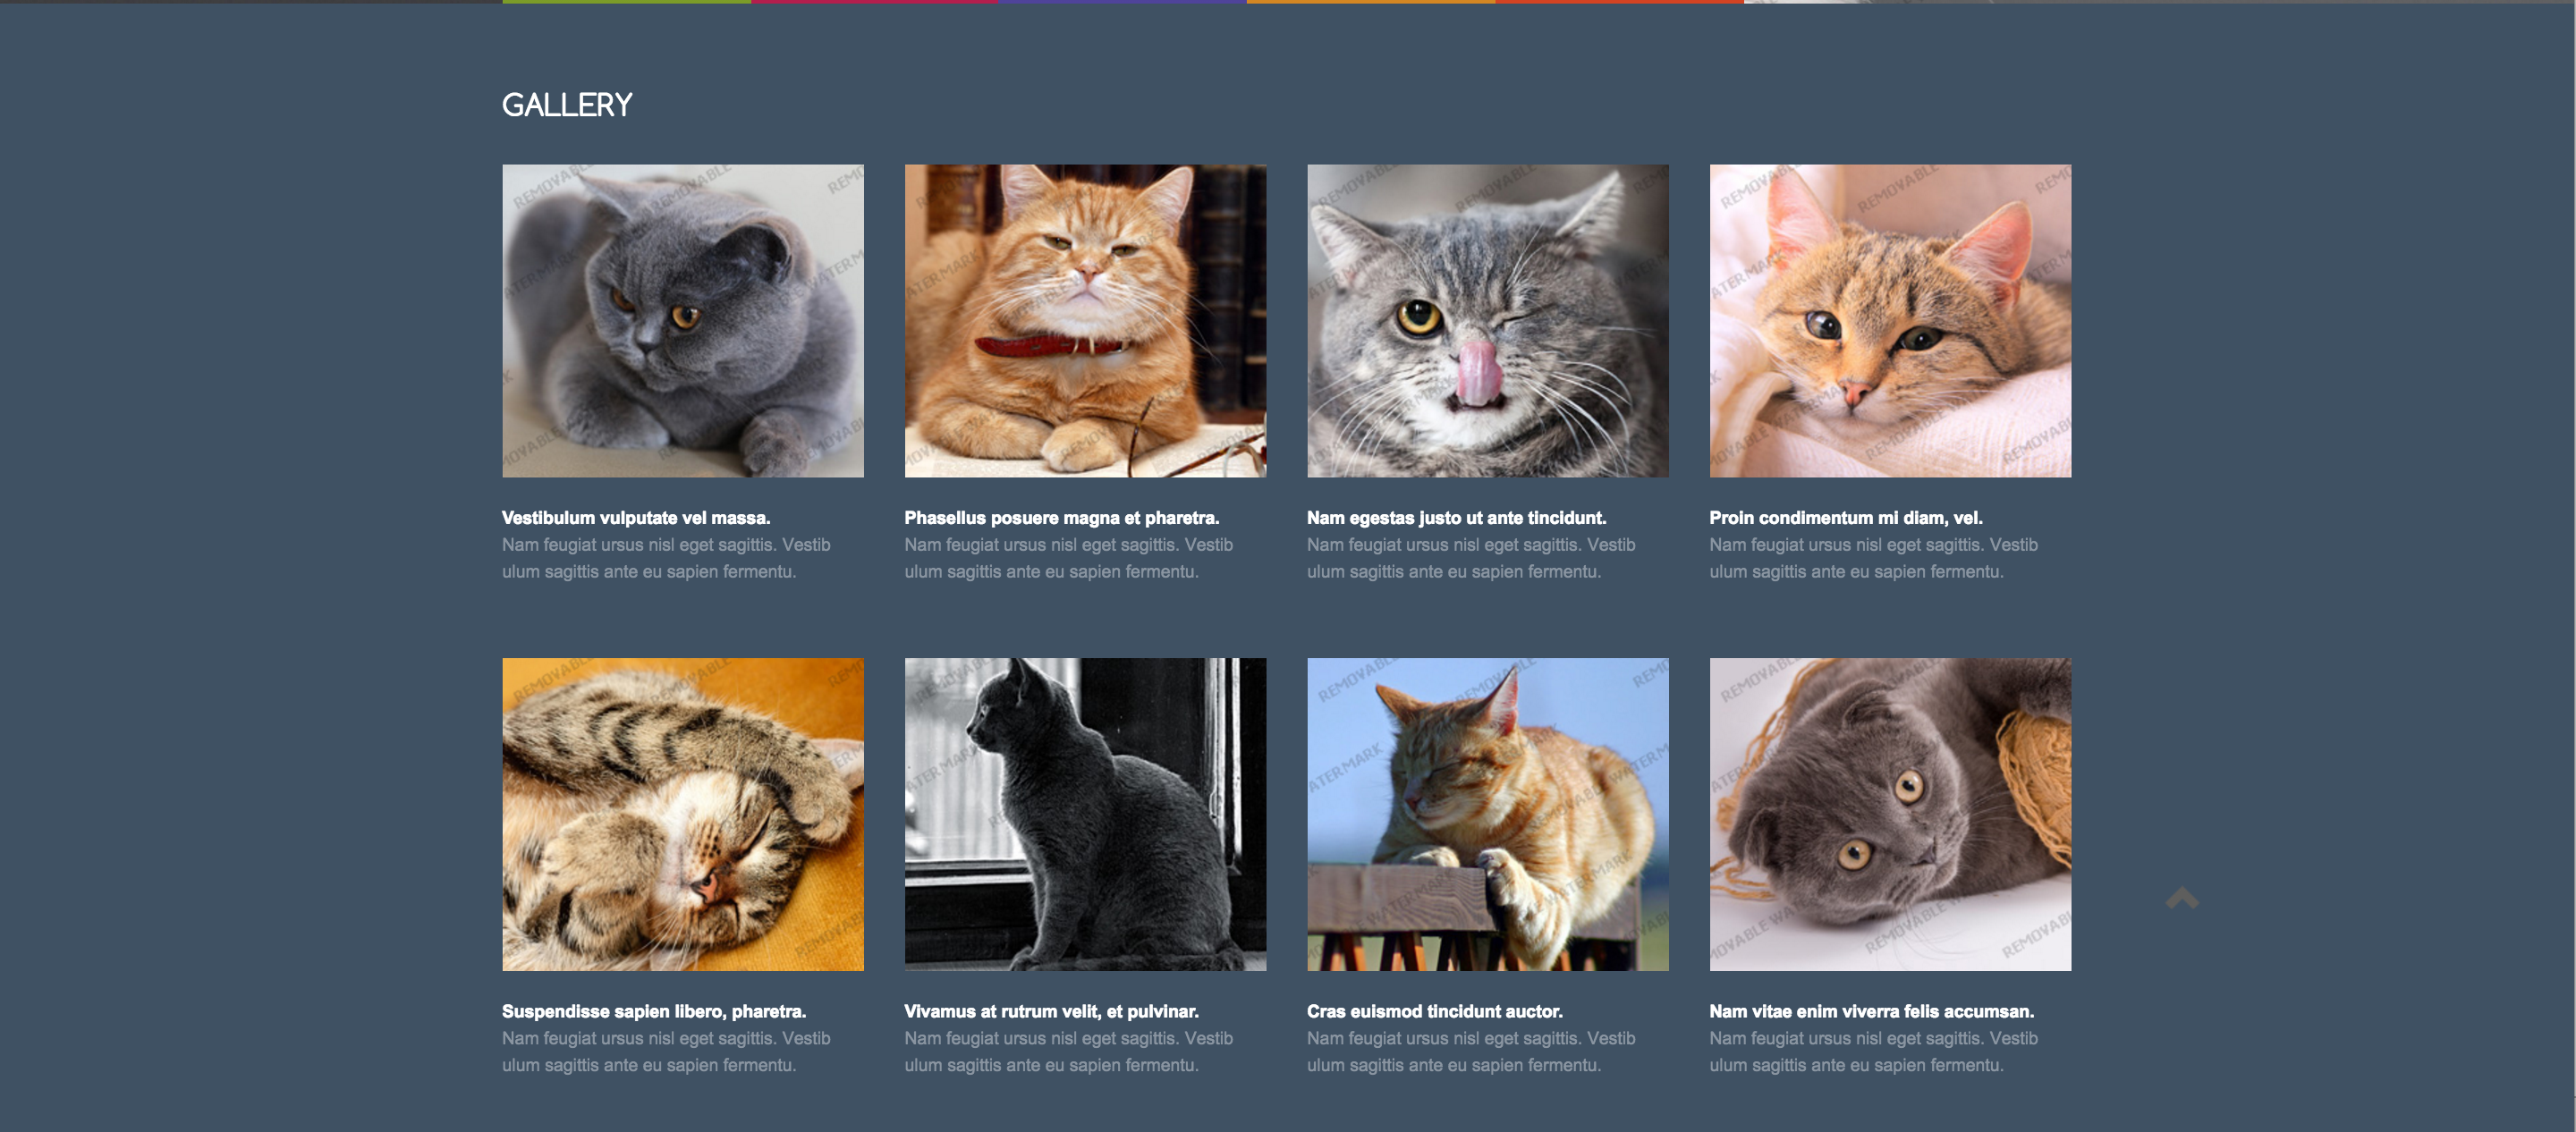 GALLERY
Vestibulum vulputate vel massa.
Nam feugiat ursus nisl eget sagittis. Vestib
ulum sagittis ante eu sapien fermentu.
Phasellus posuere magna et pharetra.
Nam feugiat ursus nisl eget sagittis. Vestib
ulum sagittis ante eu sapien fermentu.
Nam egestas justo ut ante tincidunt.
Nam feugiat ursus nisl eget sagittis. Vestib
ulum sagittis ante eu sapien fermentu.
Proin condimentum mi diam, vel.
Nam feugiat ursus nisl eget sagittis. Vestib
ulum sagittis ante eu sapien fermentu.
Suspendisse sapien libero, pharetra.
Nam feugiat ursus nisl eget sagittis. Vestib
ulum sagittis ante eu sapien fermentu.
Vivamus at rutrum velit, et pulvinar.
Nam feugiat ursus nisl eget sagittis. Vestib
ulum sagittis ante eu sapien fermentu.
Cras euismod tincidunt auctor.
Nam feugiat ursus nisl eget sagittis. Vestib
ulum sagittis ante eu sapien fermentu.
Nam vitae enim viverra felis accumsan.
Nam feugiat ursus nisl eget sagittis. Vestib
ulum sagittis ante eu sapien fermentu.